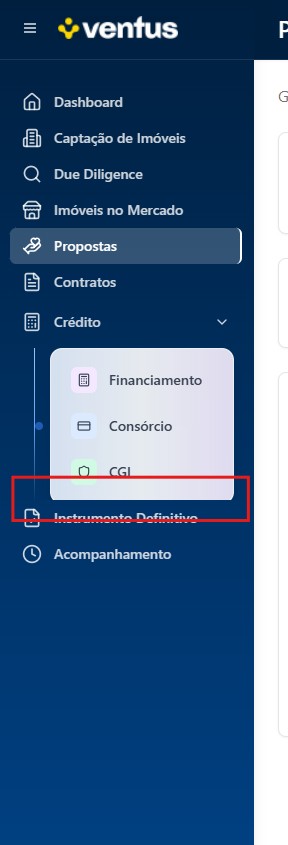 ventus
P
G
Dashboard
Captação de Imóveis
Due Diligence
Imóveis no Mercado
Propostas
Contratos
Crédito
Financiamento
Consórcio
CGI
Instrumento Definitivo
Acompanhamento